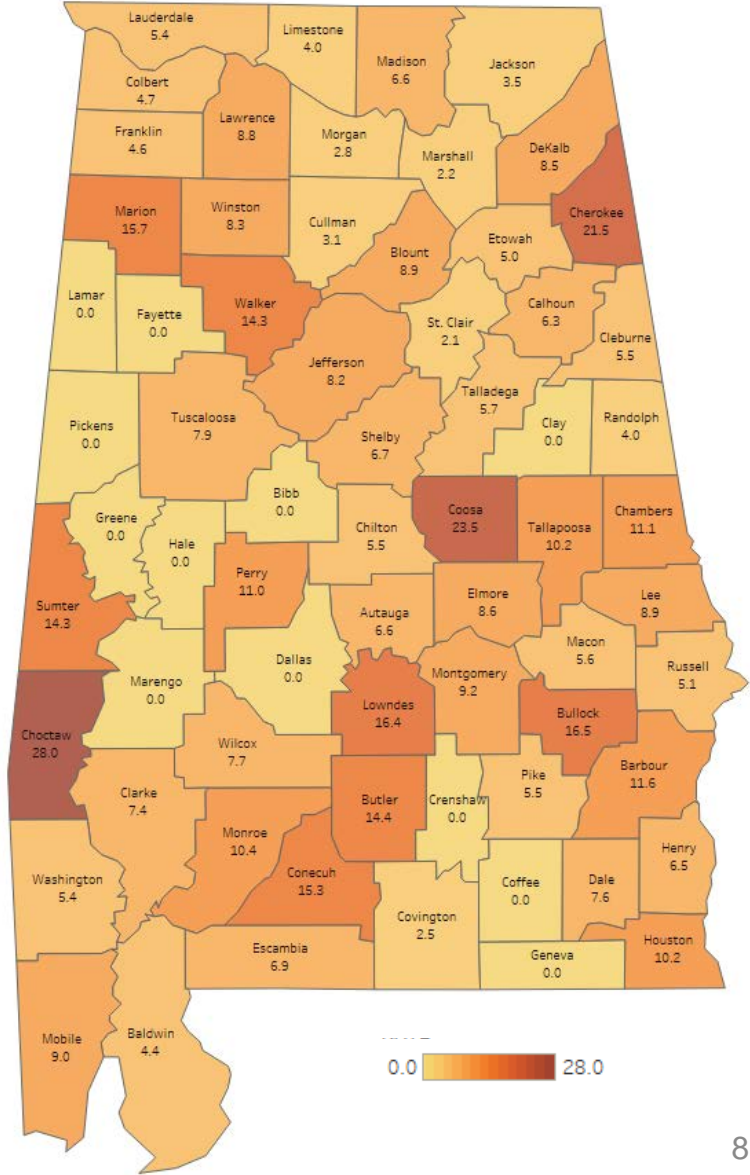 Lauderdale
5.4
Limestone
4.0
Madison
6.6
Jackson
3.5
Colbert
4.7
Franklin
4.6
Lawrence
8.8
Morgan
2.8
Marshall
2.2
DeKalb
8.5
Cherokee
21.5
Marion
15.7
Winston
8.3
Cullman
3.1
Blount
8.9
Etowah
5.0
Lamar
0.0
Fayette
0.0
Walker
14.3
Jefferson
8.2
St. Clair
2.1
Calhoun
6.3
Cleburne
5.5
Pickens
0.0
Tuscaloosa
7.9
Shelby
6.7
Talladega
5.7
Clay
0.0
Randolph
4.0
Greene
0.0
Hale
0.0
Bibb
0.0
Chilton
5.5
Coosa
23.5
Tallapoosa
10.2
Chambers
11.1
Sumter
14.3
Perry
11.0
Autauga
6.6
Elmore
8.6
Lee
8.9
Macon
5.6
Russell
5.1
Marengo
0.0
Dallas
0.0
Lowndes
16.4
Montgomery
9.2
Bullock
16.5
Choctaw
28.0
Wilcox
7.7
Clarke
7.4
Butler
14.4
Crenshaw
0.0
Pike
5.5
Barbour
11.6
Monroe
10.4
Conecuh
15.3
Washington
5.4
Covington
2.5
Coffee
0.0
Dale
7.6
Henry
6.5
Escambia
6.9
Geneva
0.0
Houston
10.2
Mobile
9.0
Baldwin
4.4
0.0 28.0
8